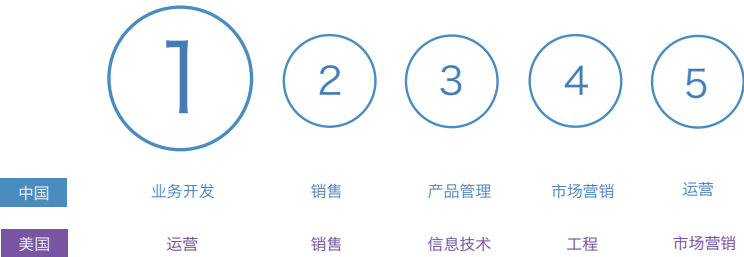 1 2 3 4 5
中国 业务开发 销售 产品管理 市场营销 运营
美国 运营 销售 信息技术 工程 市场营销